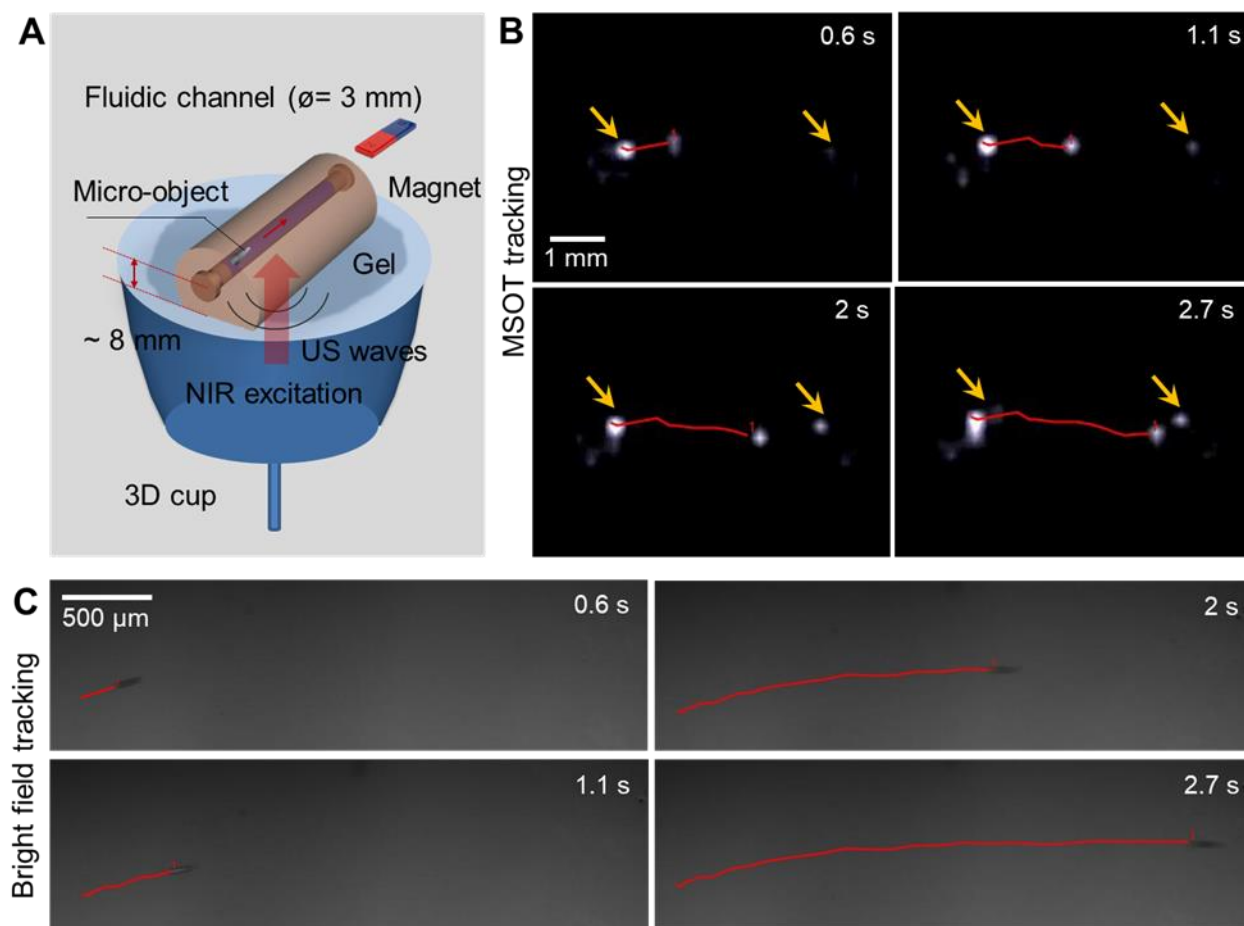 A
Fluidic channel (ø= 3 mm)
Micro-object
Magnet
Gel
~ 8 mm
US waves
NIR excitation
3D cup
B
MSOT tracking
0.6 s
1.1 s
1 mm
2 s
2.7 s
C
Bright field tracking
500 µm
0.6 s
2 s
1.1 s
2.7 s